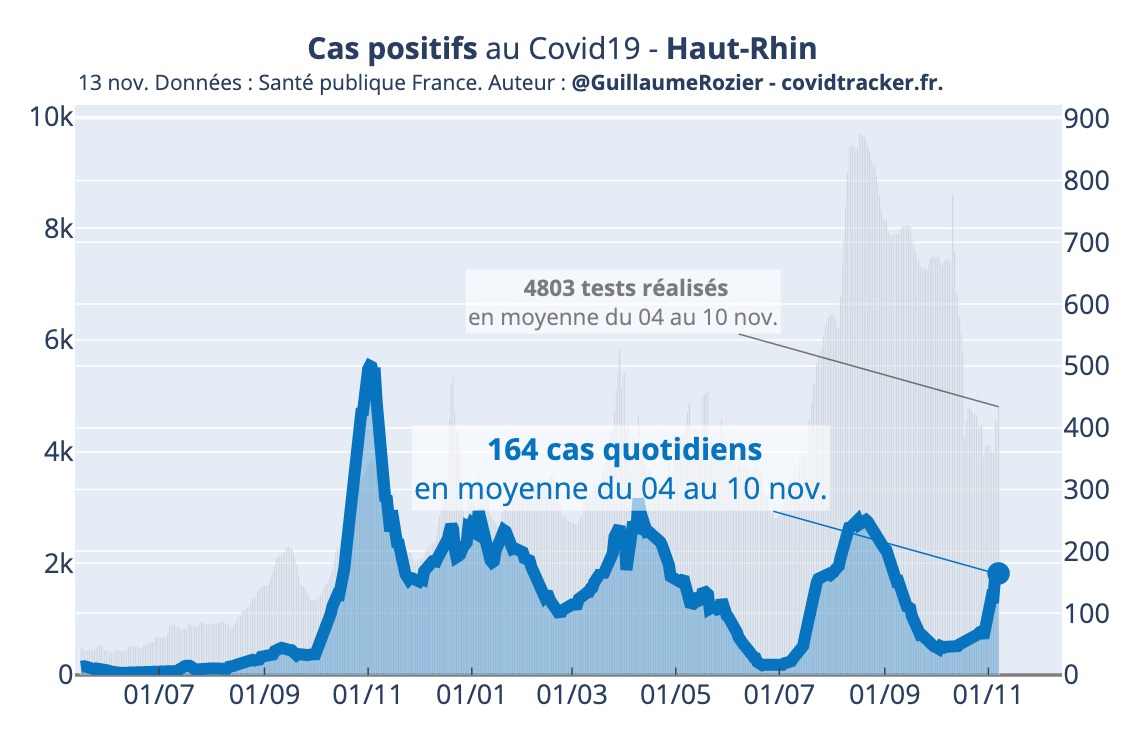 Cas positifs au Covid19 - Haut-Rhin
13 nov. Données : Santé publique France. Auteur : @GuillaumeRozier - covidtracker.fr.
10k
8k
6k
4k
2k
0
900
800
700
600
500
400
300
200
100
0
4803 tests réalisés
en moyenne du 04 au 10 nov.
164 cas quotidiens
en moyenne du 04 au 10 nov.
01/07 01/09 01/11 01/01 01/03 01/05 01/07 01/09 01/11